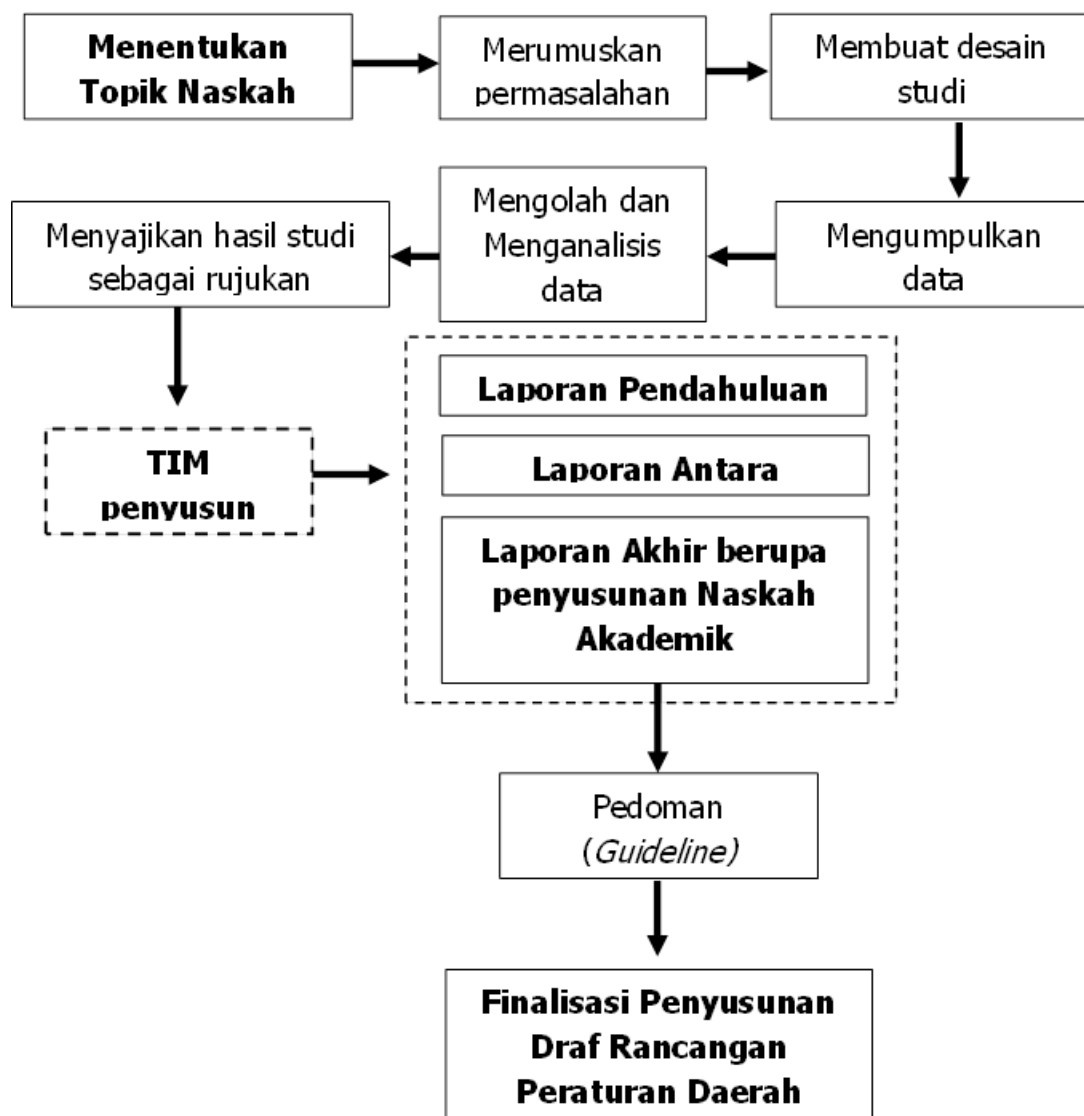 Menentukan
Topik Naskah
Merumuskan
permasalahan
Membuat desain
studi
Mengumpulkan
data
Mengolah dan
Menganalisis
data
Menyajikan hasil studi
sebagai rujukan
TIM
penyusun
Laporan Pendahuluan
Laporan Antara
Laporan Akhir berupa
penyusunan Naskah
Akademik
Pedoman
(Guideline)
Finalisasi Penyusunan
Draf Rancangan
Peraturan Daerah